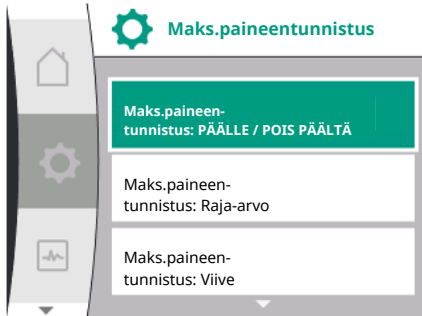 Maks.paineentunnistus
Maks.paineen-
tunnistus: PÄÄLLE / POIS PÄÄLTÄ
Maks.paineen-
tunnistus: Raja-arvo
Maks.paineen-
tunnistus: Viive